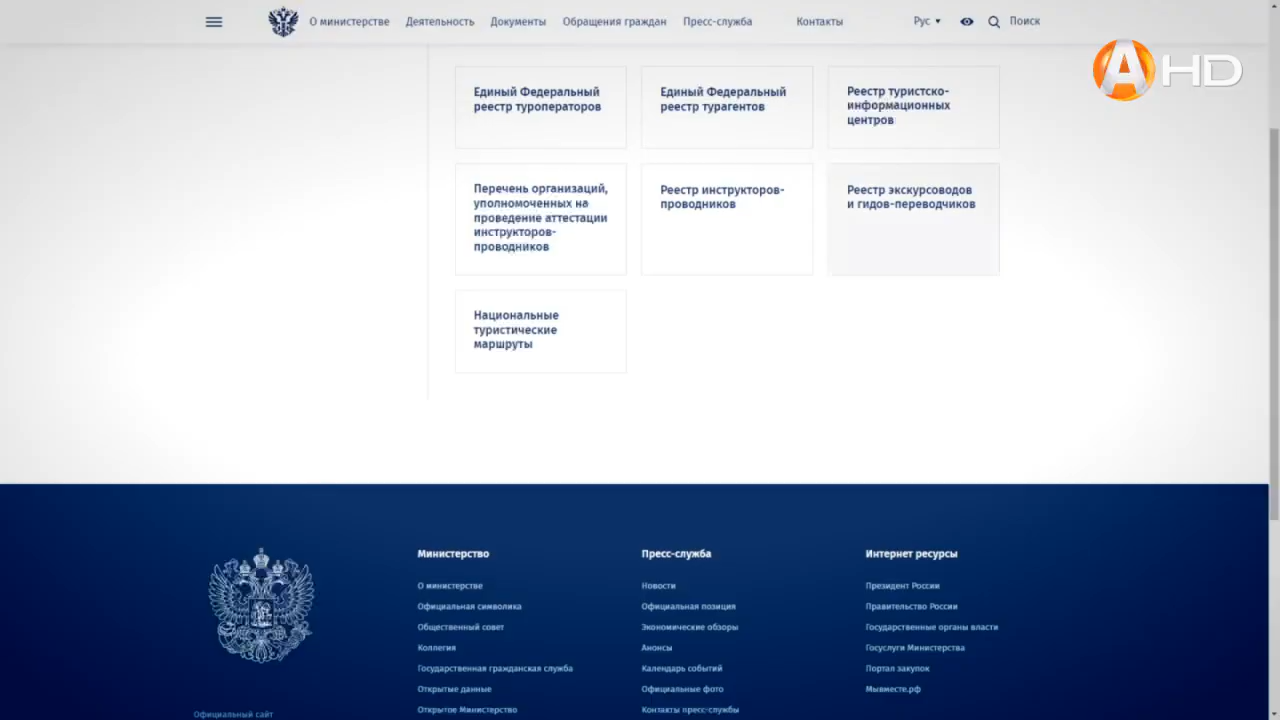 О министерстве Деятельность Документы Обращения граждан Пресс-служба Контакты Рус Поиск
А HD
Единый Федеральный
реестр туроператоров
Единый Федеральный
реестр турагентов
Реестр туристско-
информационных
центров
Перечень организаций,
уполномоченных на
проведение аттестации
инструкторов-
проводников
Реестр инструкторов-
проводников
Реестр экскурсоводов
и гидов-переводчиков
Национальные
туристические
маршруты
Министерство
О министерстве
Официальная символика
Общественный совет
Коллегия
Государственная гражданская служба
Открытые данные
Открытое Министерство
Пресс-служба
Новости
Официальная позиция
Экономические обзоры
Анонсы
Календарь событий
Официальные фото
Контакты пресс-службы
Интернет ресурсы
Президент России
Правительство России
Государственные органы власти
Госуслуги Министерства
Портал закупок
Мывместе.рф
Официальный сайт